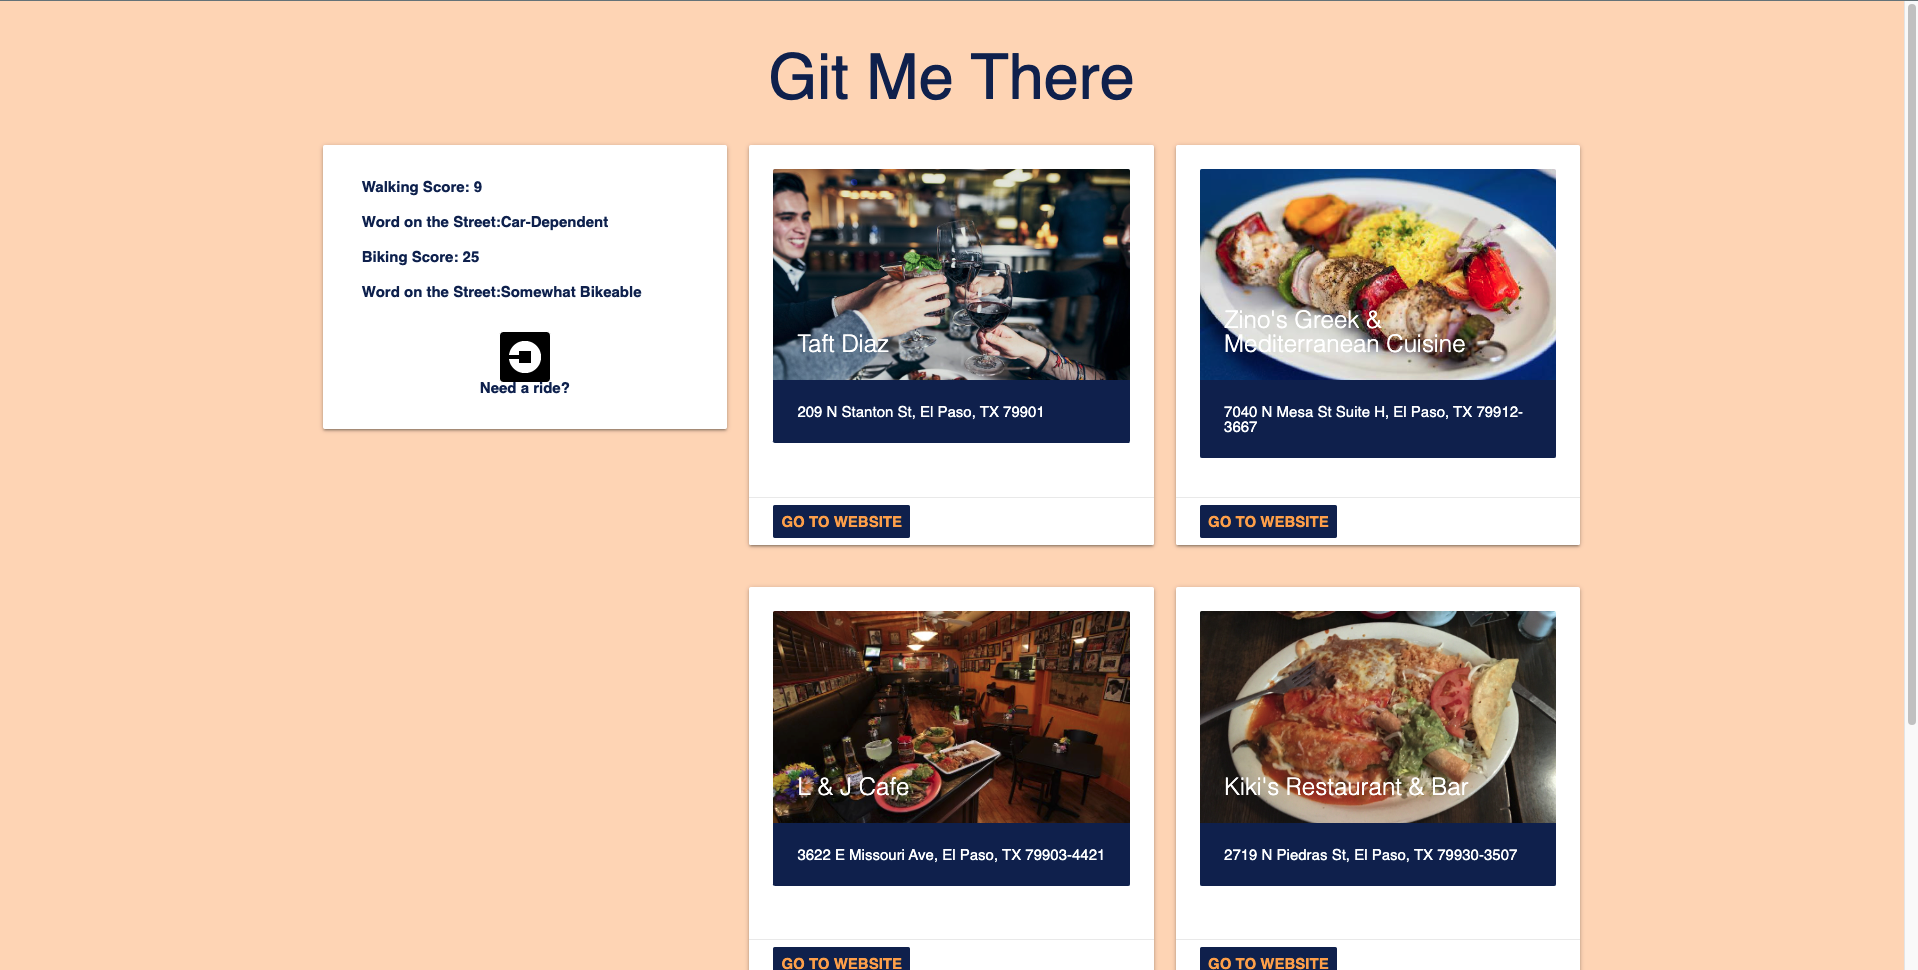 Git Me There
Walking Score: 9
Word on the Street:Car-Dependent
Biking Score: 25
Word on the Street:Somewhat Bikeable
Need a ride?
Taft Diaz
209 N Stanton St, El Paso, TX 79901
GO TO WEBSITE
Zino's Greek &
Mediterranean Cuisine
7040 N Mesa St Suite H, El Paso, TX 79912-
3667
GO TO WEBSITE
L & J Cafe
3622 E Missouri Ave, El Paso, TX 79903-4421
GO TO WEBSITE
Kiki's Restaurant & Bar
2719 N Piedras St, El Paso, TX 79930-3507
GO TO WEBSITE